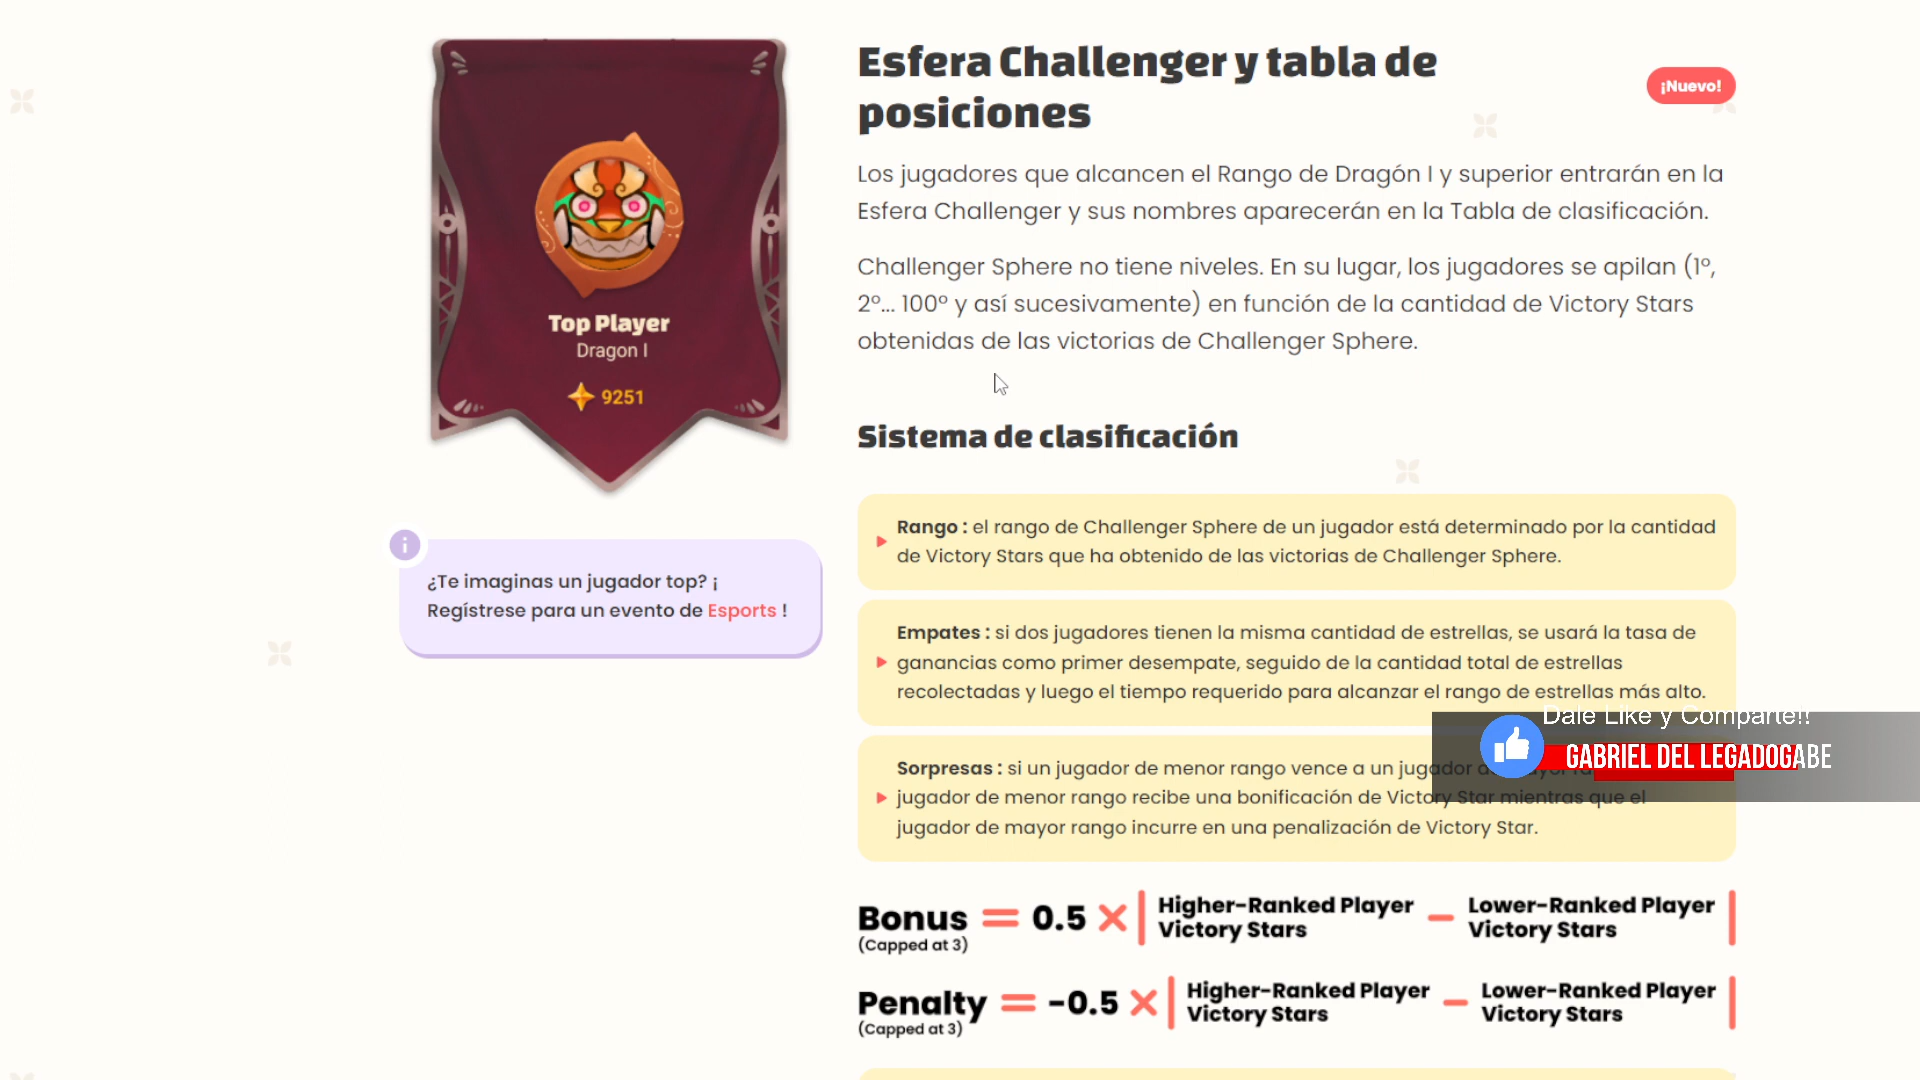 Esfera Challenger y tabla de
posiciones
¡Nuevo!
Los jugadores que alcancen el Rango de Dragón I y superior entrarán en la
Esfera Challenger y sus nombres aparecerán en la Tabla de clasificación.
Challenger Sphere no tiene niveles. En su lugar, los jugadores se apilan (1º,
2º... 100º y así sucesivamente) en función de la cantidad de Victory Stars
obtenidas de las victorias de Challenger Sphere.
Top Player
Dragon I
9251
¿Te imaginas un jugador top? ¡
Regístrese para un evento de Esports !
Sistema de clasificación
Rango : el rango de Challenger Sphere de un jugador está determinado por la cantidad
de Victory Stars que ha obtenido de las victorias de Challenger Sphere.
Empates : si dos jugadores tienen la misma cantidad de estrellas, se usará la tasa de
ganancias como primer desempate, seguido de la cantidad total de estrellas
recolectadas y luego el tiempo requerido para alcanzar el rango de estrellas más alto.
Sorpresas : si un jugador de menor rango vence a un jugador
jugador de menor rango recibe una bonificación de Victory Star mientras que el
jugador de mayor rango incurre en una penalización de Victory Star.
Dale Like y Comparte!!
GABRIEL DEL LEGADOGABE
Bonus = 0.5 × | Higher-Ranked Player Victory Stars − Lower-Ranked Player Victory Stars |
(Capped at 3)
Penalty = -0.5 × | Higher-Ranked Player Victory Stars − Lower-Ranked Player Victory Stars |
(Capped at 3)